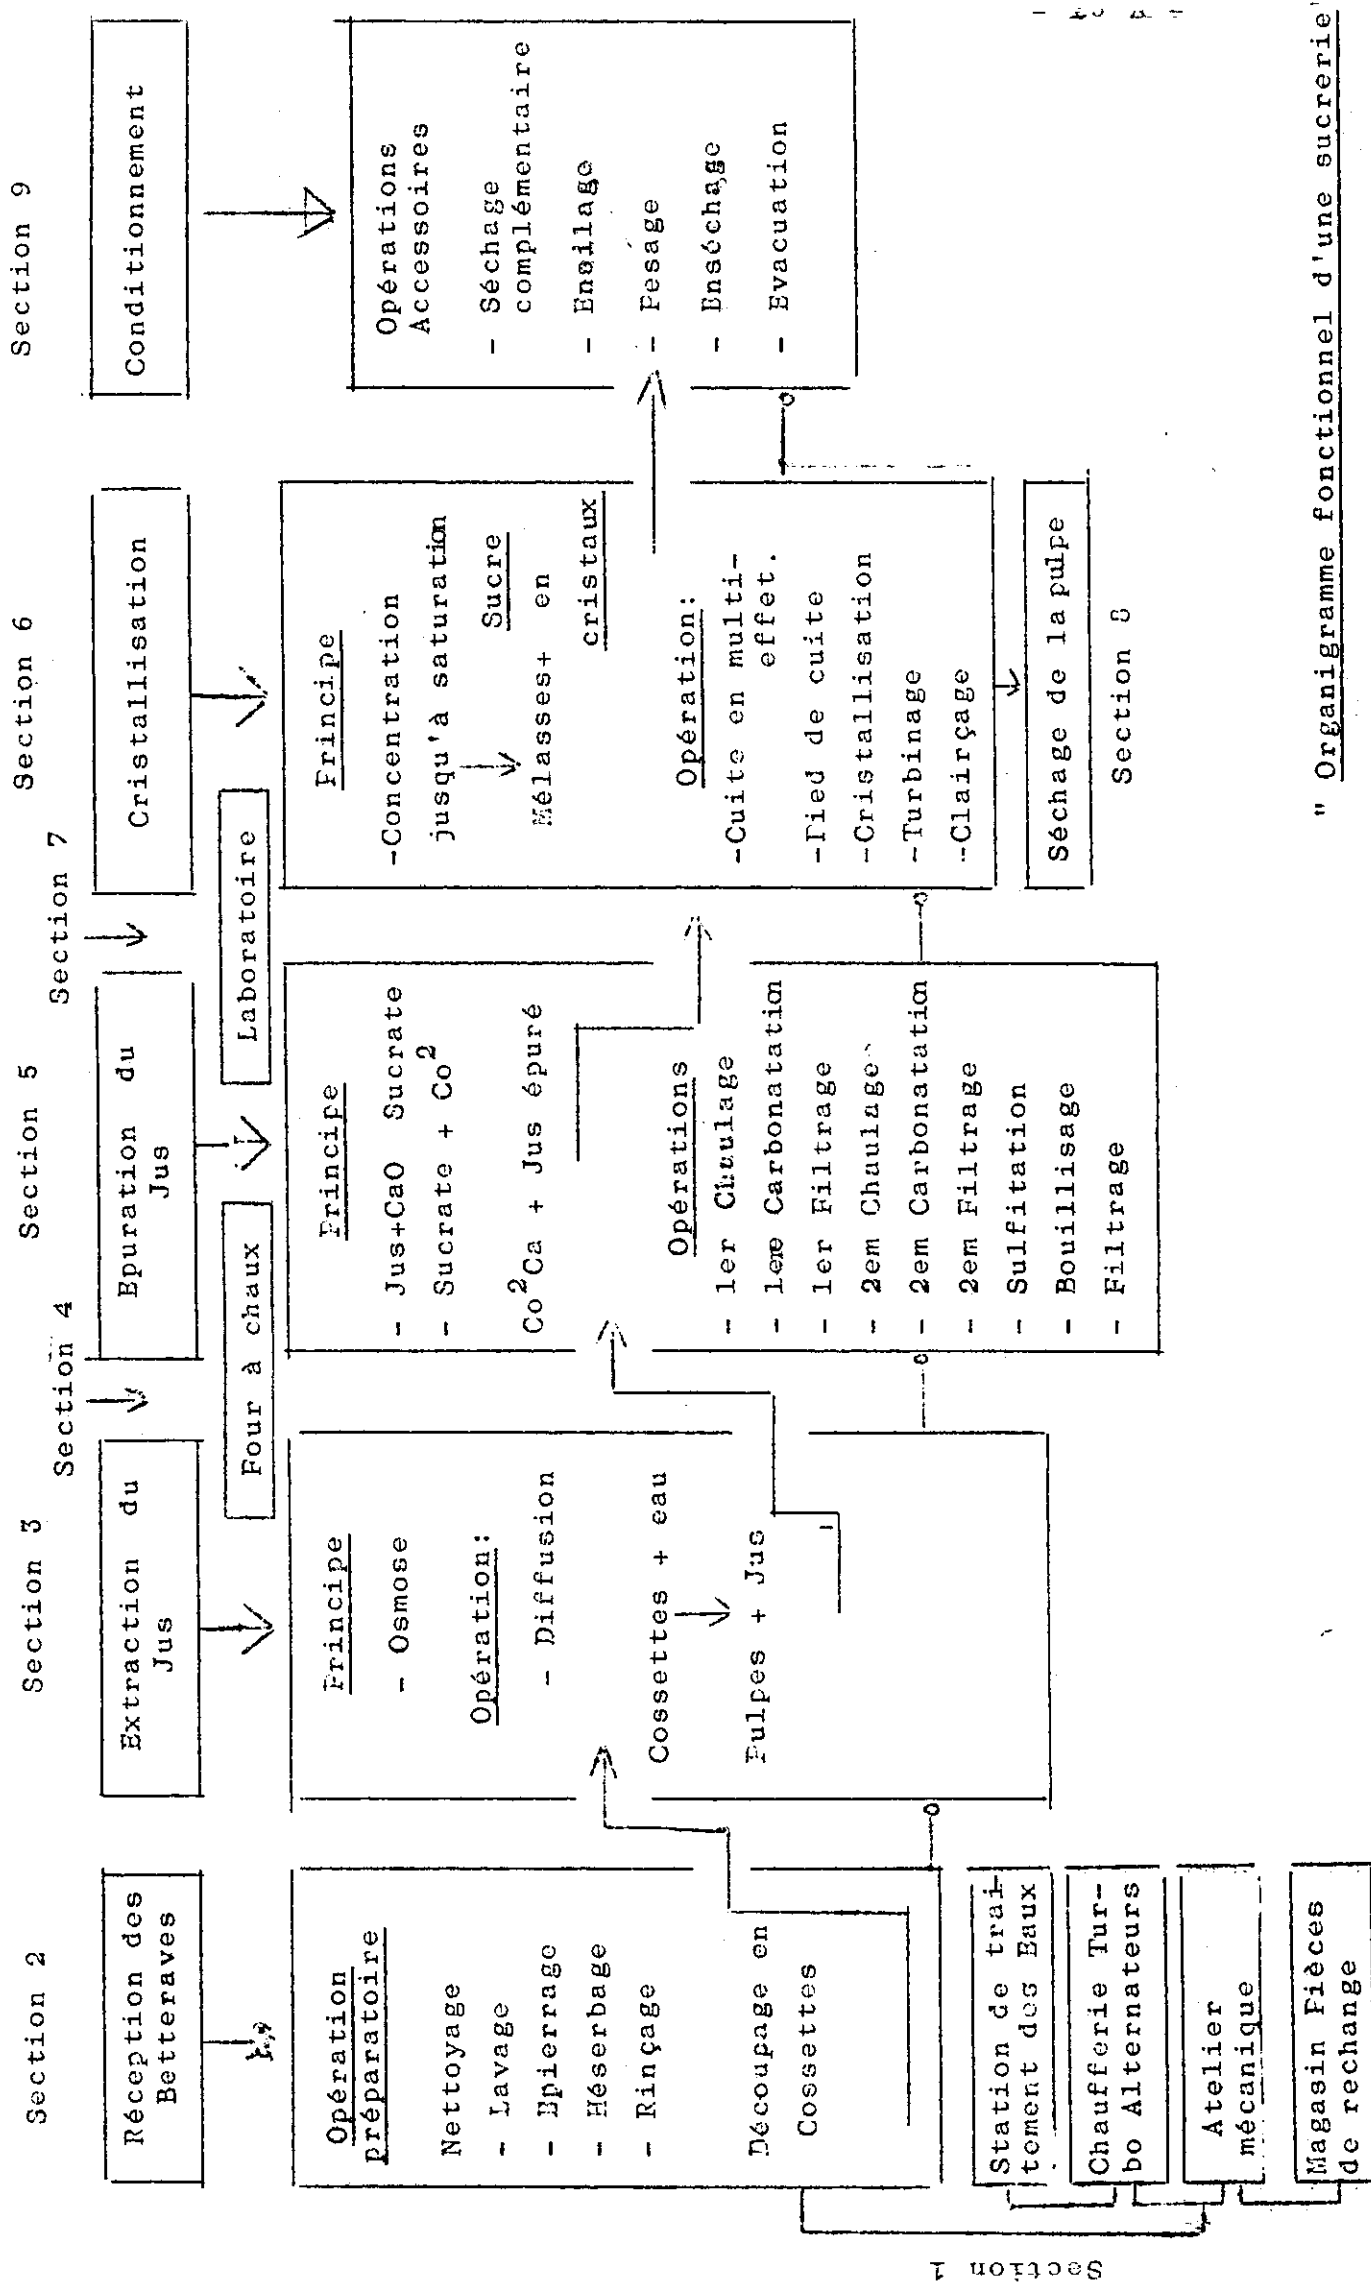 Section 2
Réception des
Betteraves
Opération
préparatoire
Nettoyage
- Lavage
- Epierrage
- Héserbage
- Rinçage
Découpage en
Cossettes
Section 1
Station de trai-
tement des Eaux
Chaufferie Tur-
bo Alternateurs
Atelier
mécanique
Magasin Pièces
de rechange
Section 3
Extraction du
Jus
Principe
- Osmose
Opération:
- Diffusion
Cossettes + eau
Pulpes + Jus
Section 4
Four à chaux
Section 5
Epuration du
Jus
Principe
- Jus+CaO Sucrate
- Sucrate + Co²
Co²Ca + Jus épuré
Opérations
- 1er Chaulage
- 1ere Carbonatation
- 1er Filtrage
- 2em Chaulage
- 2em Carbonatation
- 2em Filtrage
- Sulfitation
- Bouillisage
- Filtrage
Section 7
Laboratoire
Section 6
Cristallisation
Principe
-Concentration
jusqu'à saturation
Sucre
Mélasses+ en
cristaux
Opération:
-Cuite en multi-
effet.
-Pied de cuite
-Cristallisation
-Turbinage
-Clairçage
Séchage de la pulpe
Section 8
Section 9
Conditionnement
Opérations
Accessoires
- Séchage
complémentaire
- Ensilage
- Pesage
- Enséchage
- Evacuation
" Organigramme fonctionnel d'une sucrerie"